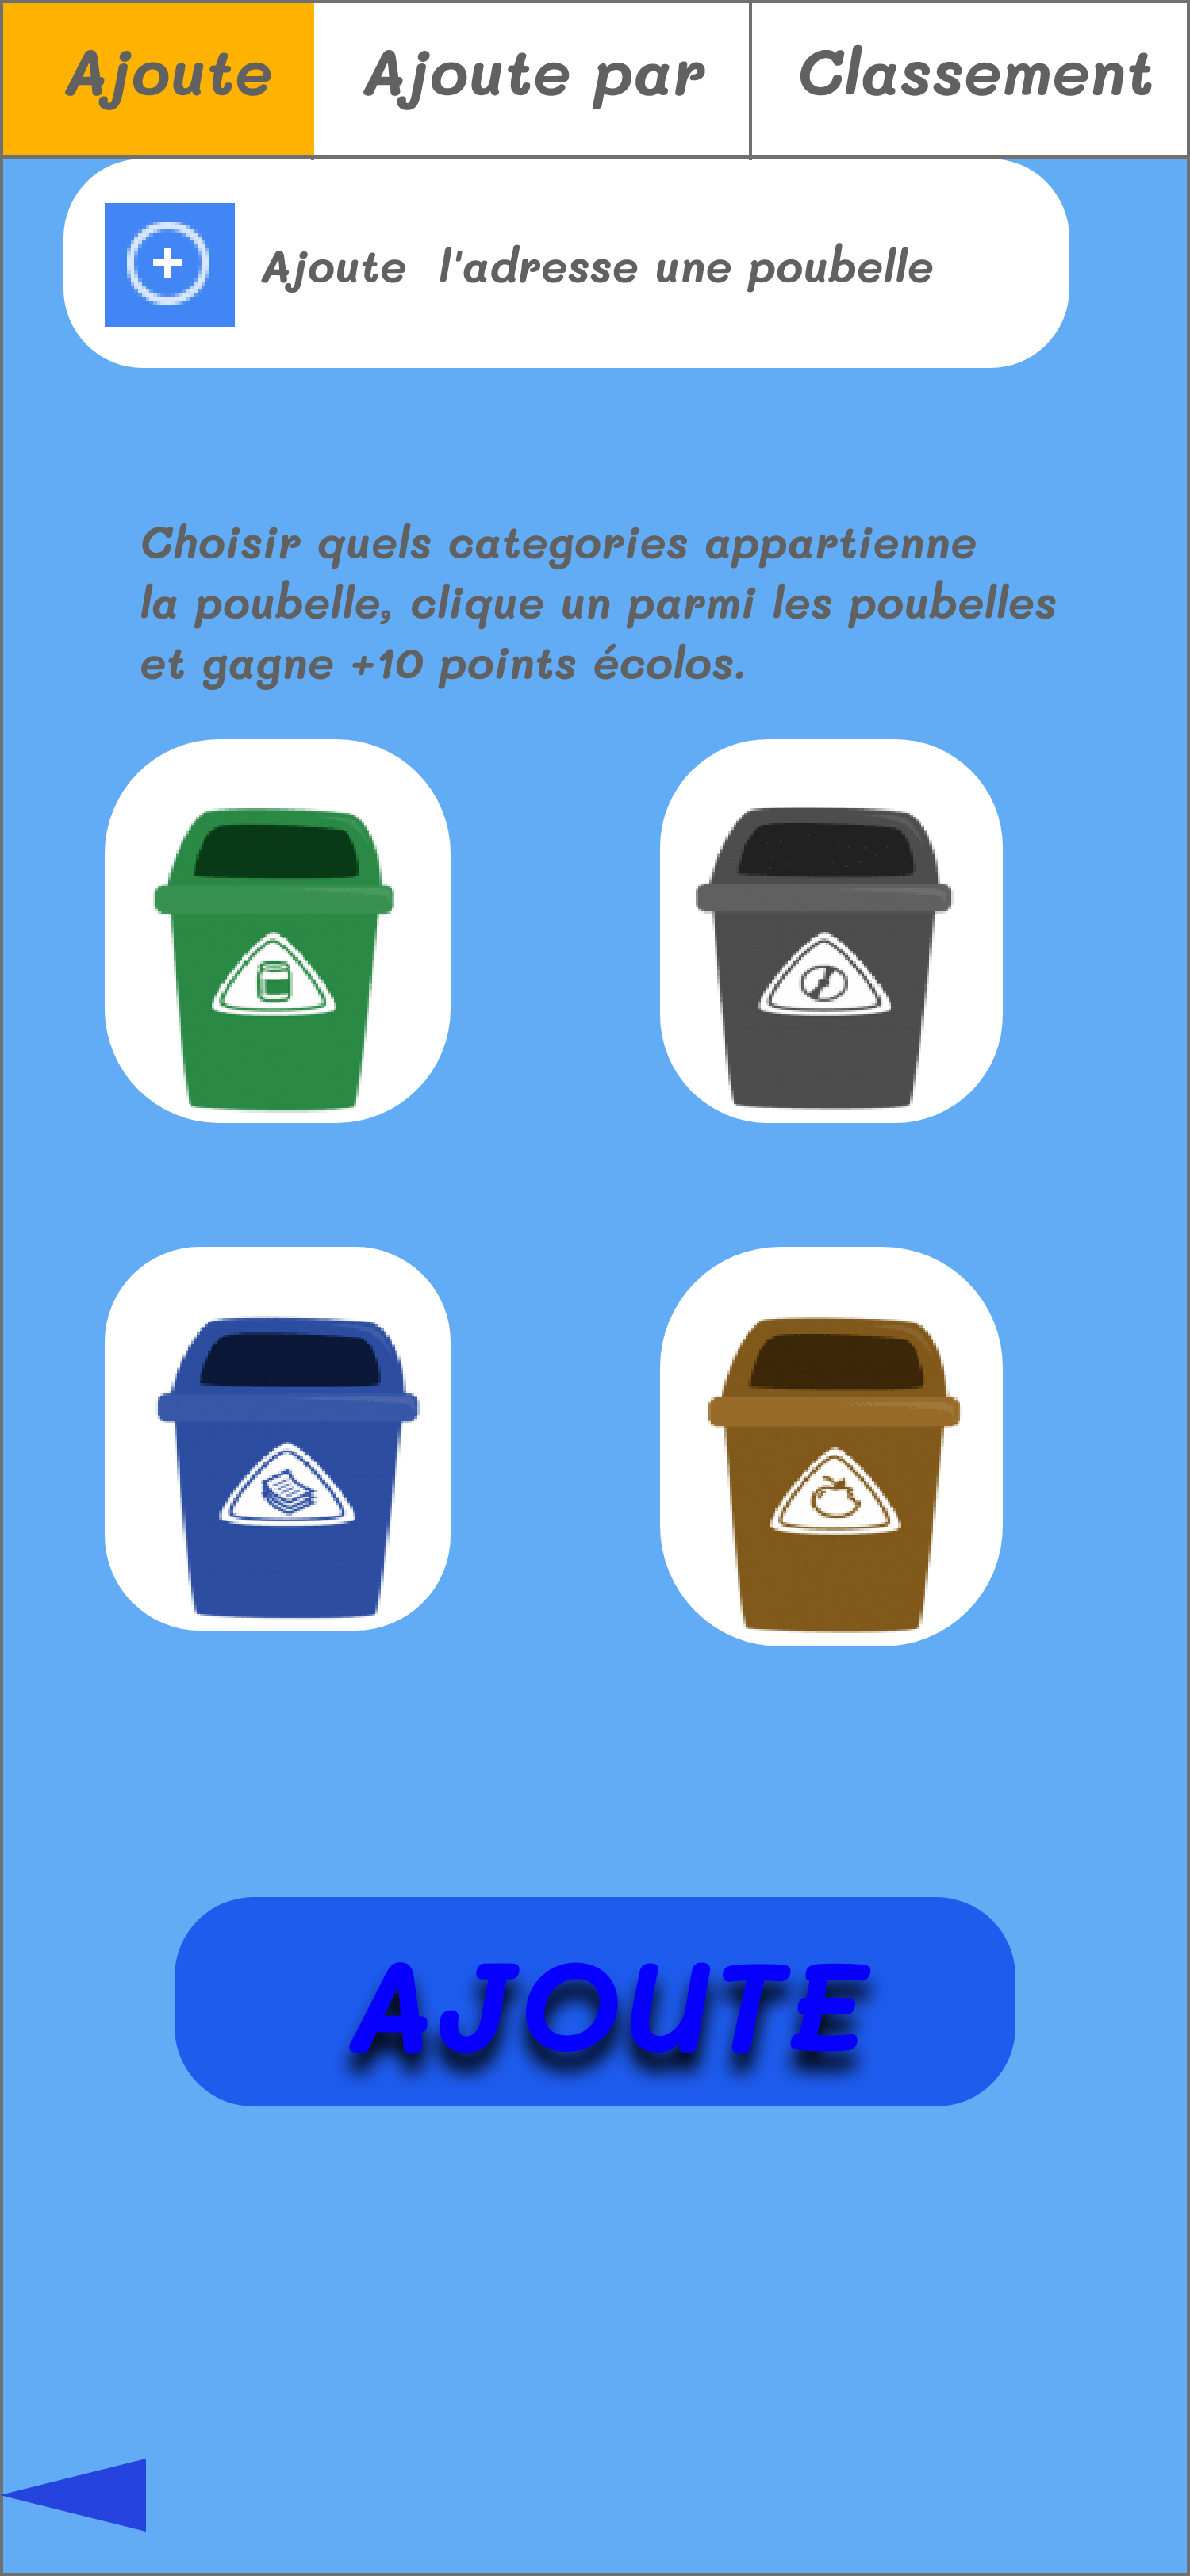 Ajoute
Ajoute par
Classement
Ajoute l'adresse une poubelle
Choisir quels categories appartienne
la poubelle, clique un parmi les poubelles
et gagne +10 points écolos.
AJOUTE